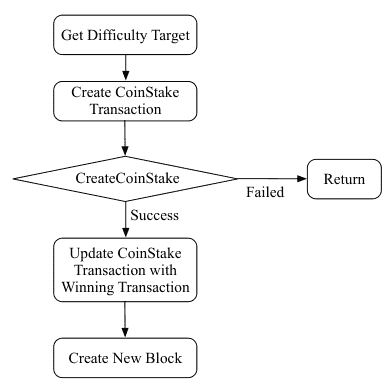 Get Difficulty Target
Create CoinStake
Transaction
CreateCoinStake
Failed
Return
Success
Update CoinStake
Transaction with
Winning Transaction
Create New Block